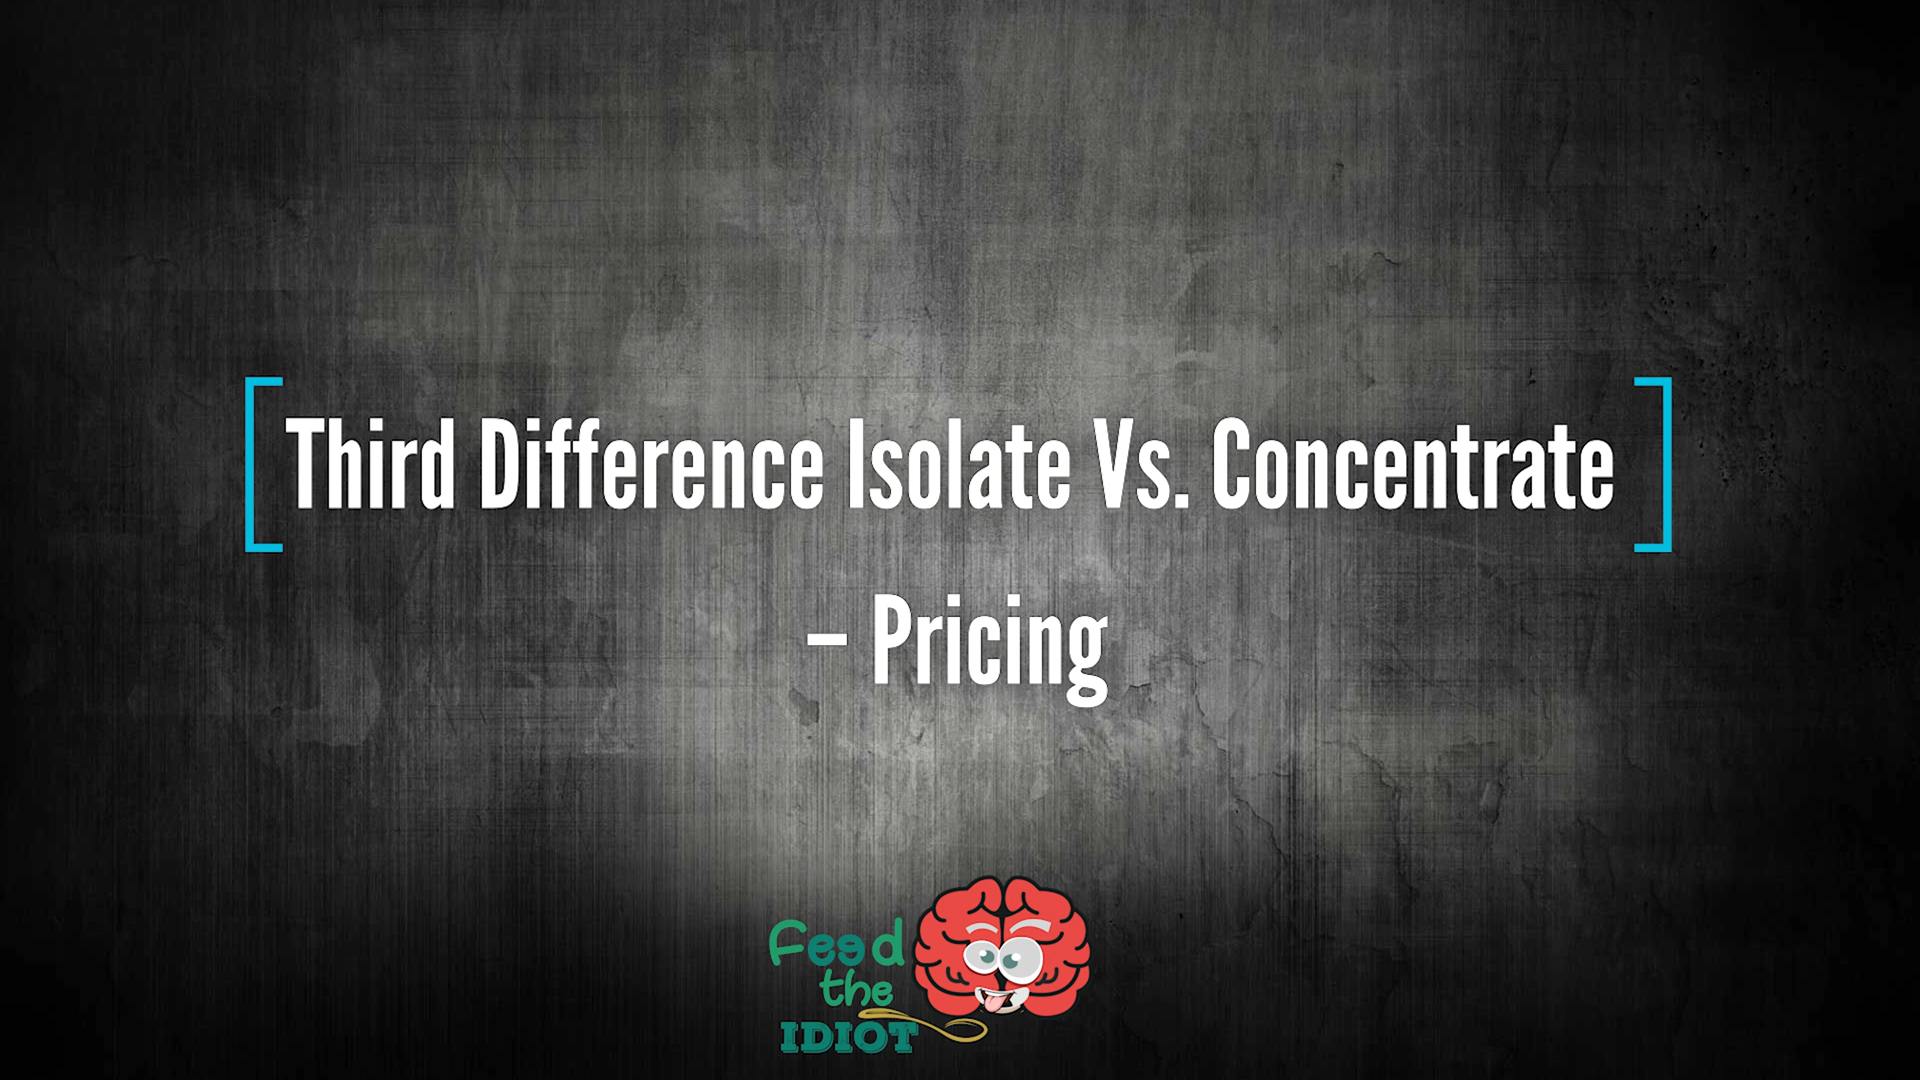 Third Difference Isolate Vs. Concentrate
– Pricing
Feed
the
IDIOT